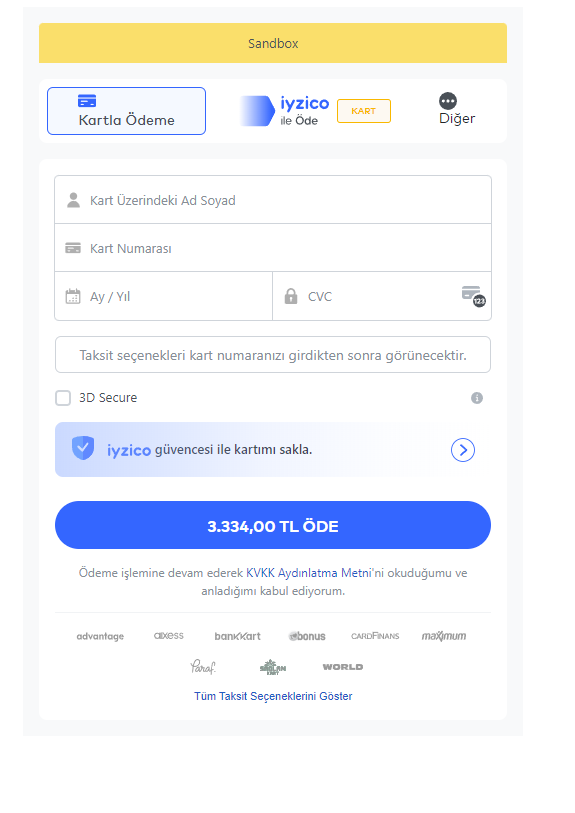 Sandbox
Kartla Ödeme
iyzico
ile Öde
KART
Diğer
Kart Üzerindeki Ad Soyad
Kart Numarası
Ay / Yıl
CVC
123
Taksit seçenekleri kart numaranızı girdikten sonra görünecektir.
3D Secure
iyzico güvencesi ile kartımı sakla.
3.334,00 TL ÖDE
Ödeme işlemine devam ederek KVKK Aydınlatma Metni'ni okuduğumu ve
anladığımı kabul ediyorum.
advantage axess bankkart bonus CARDFINANS maximum
Paraf SAĞLAM KART WORLD
Tüm Taksit Seçeneklerini Göster